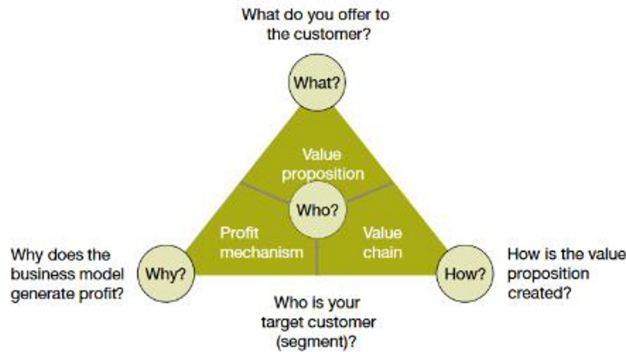 What do you offer to
the customer?
What?
Value
proposition
Who?
Profit
mechanism
Value
chain
Why does the
business model
generate profit?
Why?
How?
How is the value
proposition
created?
Who is your
target customer
(segment)?